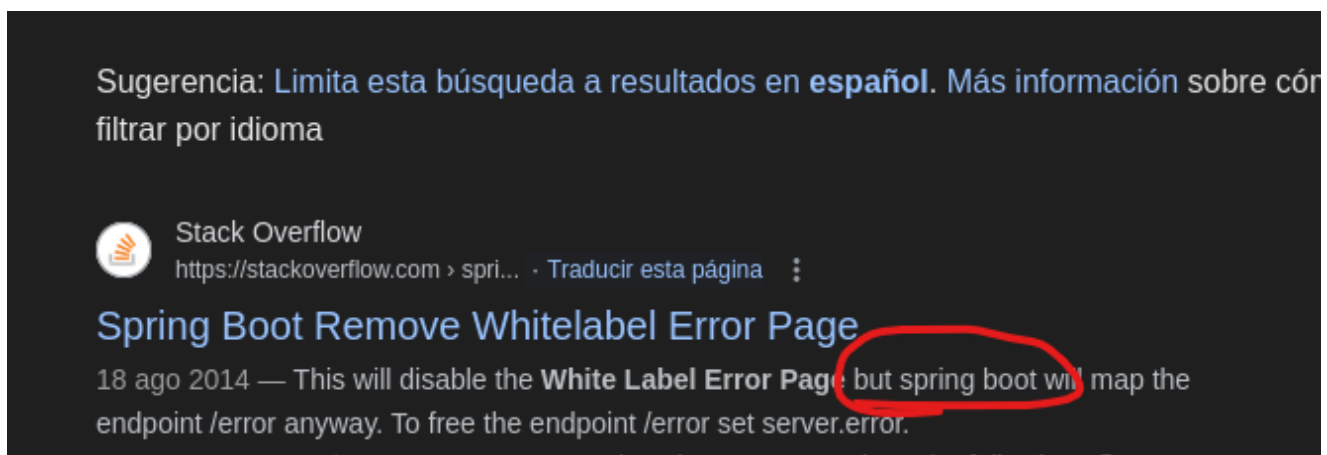 Sugerencia: Limita esta búsqueda a resultados en español. Más información sobre
filtrar por idioma
Stack Overflow
https://stackoverflow.com › spri... · Traducir esta página
Spring Boot Remove Whitelabel Error Page
18 ago 2014 — This will disable the White Label Error Page but spring boot will map the
endpoint /error anyway. To free the endpoint /error set server.error.